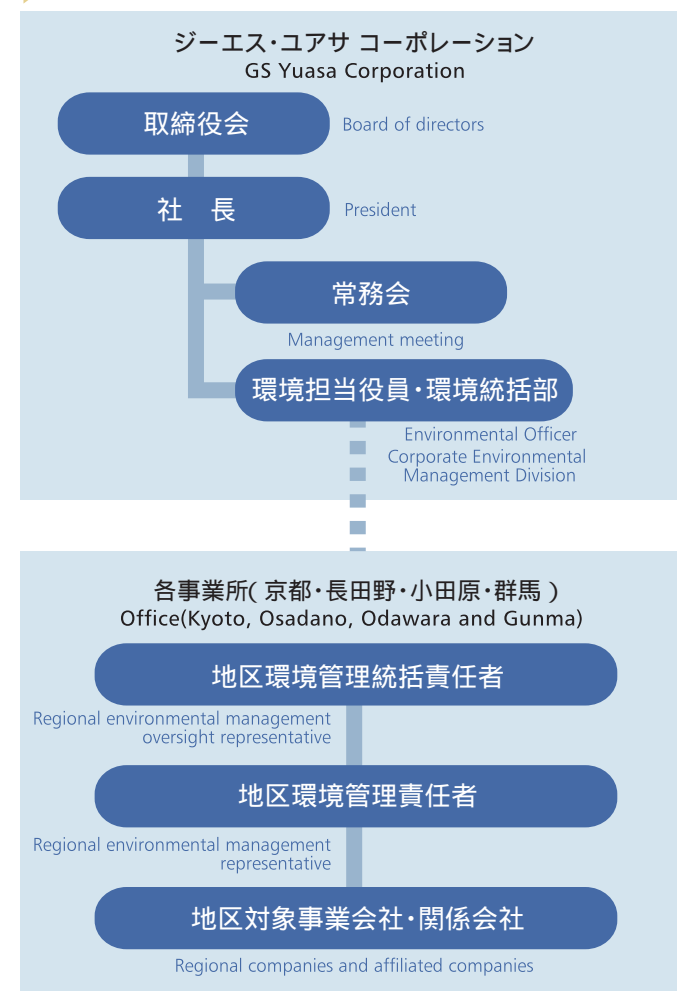 ジーエス・ユアサ コーポレーション
GS Yuasa Corporation
取締役会
Board of directors
社　長
President
常務会
Management meeting
環境担当役員・環境統括部
Environmental Officer
Corporate Environmental
Management Division
各事業所(京都・長田野・小田原・群馬)
Office(Kyoto, Osadano, Odawara and Gunma)
地区環境管理統括責任者
Regional environmental management
oversight representative
地区環境管理責任者
Regional environmental management
representative
地区対象事業会社・関係会社
Regional companies and affiliated companies